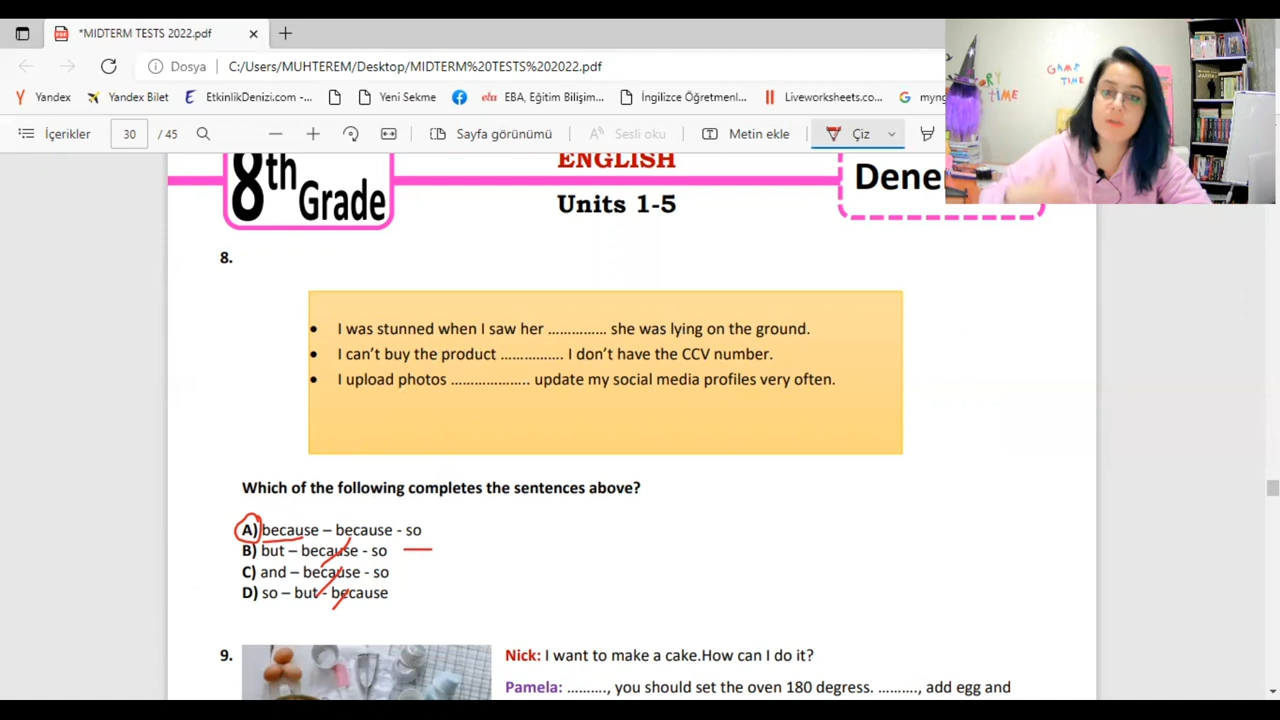 *MIDTERM TESTS 2022.pdf
Dosya C:/Users/MUHTEREM/Desktop/MIDTERM%20TESTS%202022.pdf
Yandex Yandex Bilet EtkinlikDenizi.com -... Yeni Sekme EBA, Eğitim Bilişim... İngilizce Öğretmenl... Liveworksheets.co... myng
İçerikler 30 / 45 Sayfa görünümü Sesli oku Metin ekle Çiz
GAME
TIME
TIME
8th
Grade
ENGLISH
Units 1-5
Dene
8.
• I was stunned when I saw her .............. she was lying on the ground.
• I can't buy the product ................ I don't have the CCV number.
• I upload photos .................... update my social media profiles very often.
Which of the following completes the sentences above?
A) because – because - so
B) but – because - so
C) and – because - so
D) so – but - because
9.
Nick: I want to make a cake.How can I do it?
Pamela: .........., you should set the oven 180 degress. ........., add egg and